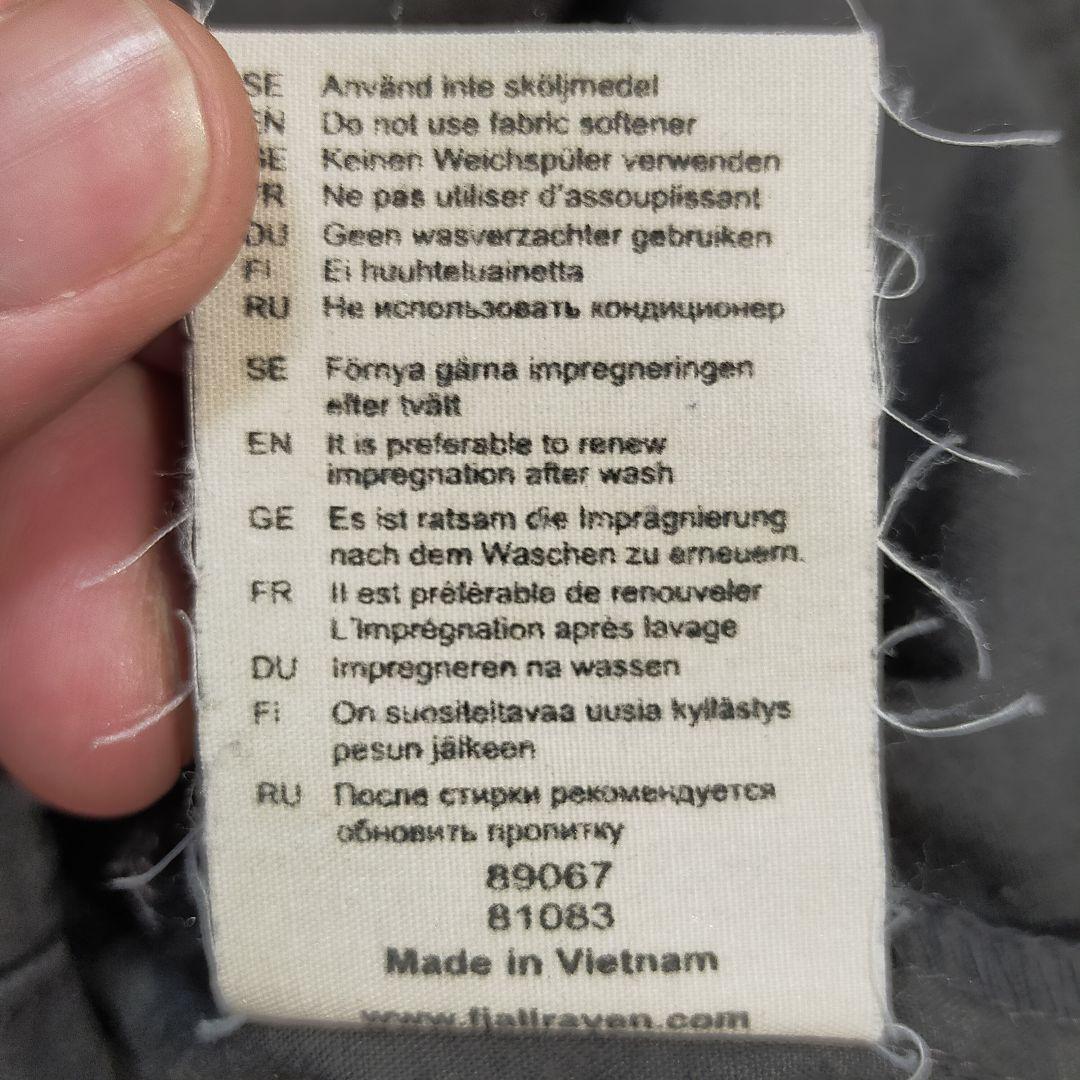 SE Använd inte sköljmedel
EN Do not use fabric softener
GE Keinen Weichspüler verwenden
FR Ne pas utiliser d'assouplissant
DU Geen wasverzachter gebruiken
FI Ei huuhteluainetta
RU Не использовать кондиционер
SE Förnya gärna impregneringen
efter tvätt
EN It is preferable to renew
impregnation after wash
GE Es ist ratsam die Imprägnierung
nach dem Waschen zu erneuern.
FR Il est préférable de renouveler
L'Imprégnation après lavage
DU Impregneren na wassen
Fi On suositeltavaa uusia kyllästys
pesun jälkeen
RU После стирки рекомендуется
обновить пропитку
89067
81083
Made in Vietnam
www.fjallraven.com